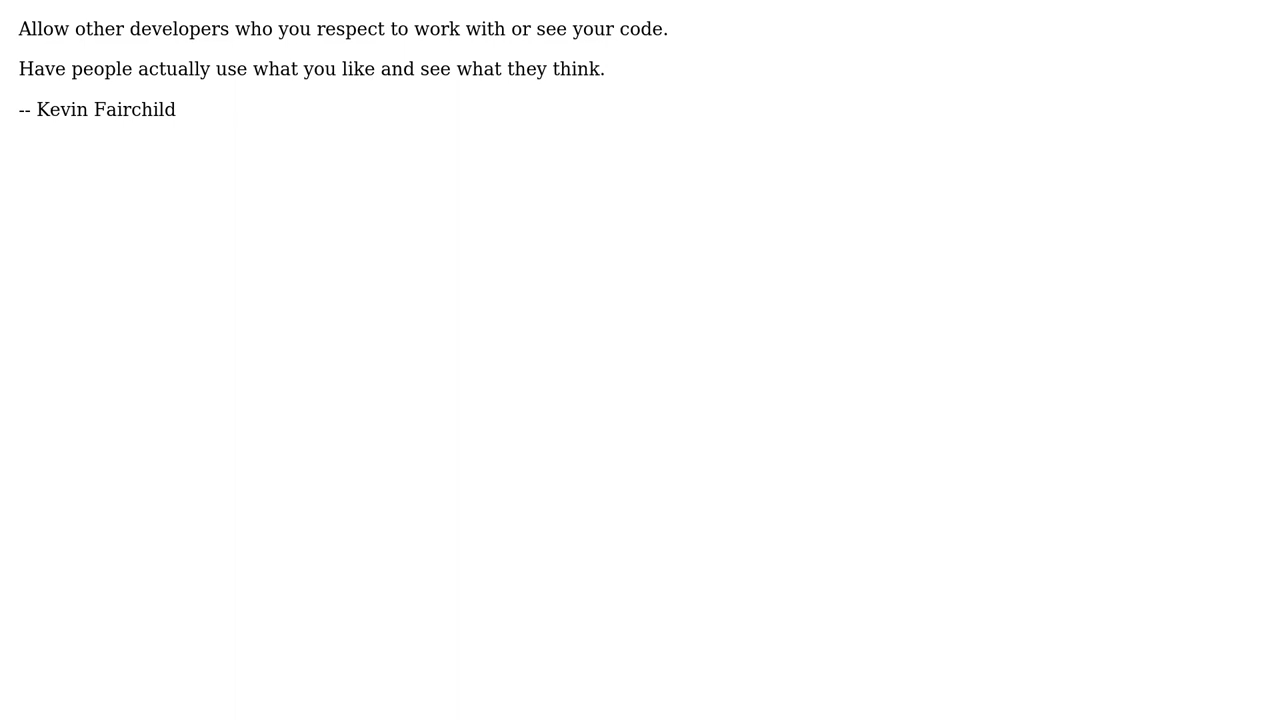 Allow other developers who you respect to work with or see your code.
Have people actually use what you like and see what they think.
-- Kevin Fairchild